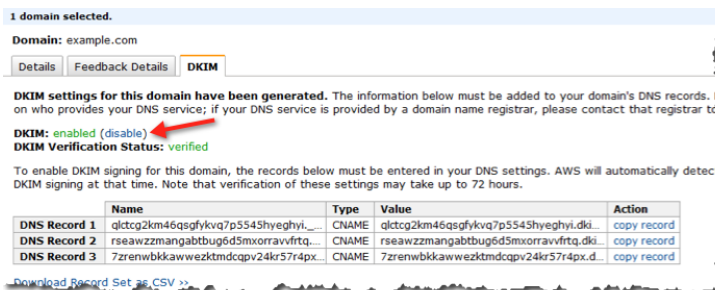 1 domain selected.
Domain: example.com
Details Feedback Details DKIM
DKIM settings for this domain have been generated. The information below must be added to your domain's DNS records.
on who provides your DNS service; if your DNS service is provided by a domain name registrar, please contact that registrar to
DKIM: enabled (disable)
DKIM Verification Status: verified
To enable DKIM signing for this domain, the records below must be entered in your DNS settings. AWS will automatically detec
DKIM signing at that time. Note that verification of these settings may take up to 72 hours.
Name Type Value Action
DNS Record 1 qlctcg2km46qsgfykvq7p5545hyeghyi._... CNAME qlctcg2km46qsgfykvq7p5545hyeghyi.dki... copy record
DNS Record 2 rseawzzmangabtbug6d5mxorravvfrtq.... CNAME rseawzzmangabtbug6d5mxorravvfrtq.dki... copy record
DNS Record 3 7zrenwbkkawwezktmdcqpv24kr57r4px... CNAME 7zrenwbkkawwezktmdcqpv24kr57r4px.d... copy record
Download Record Set as CSV >>